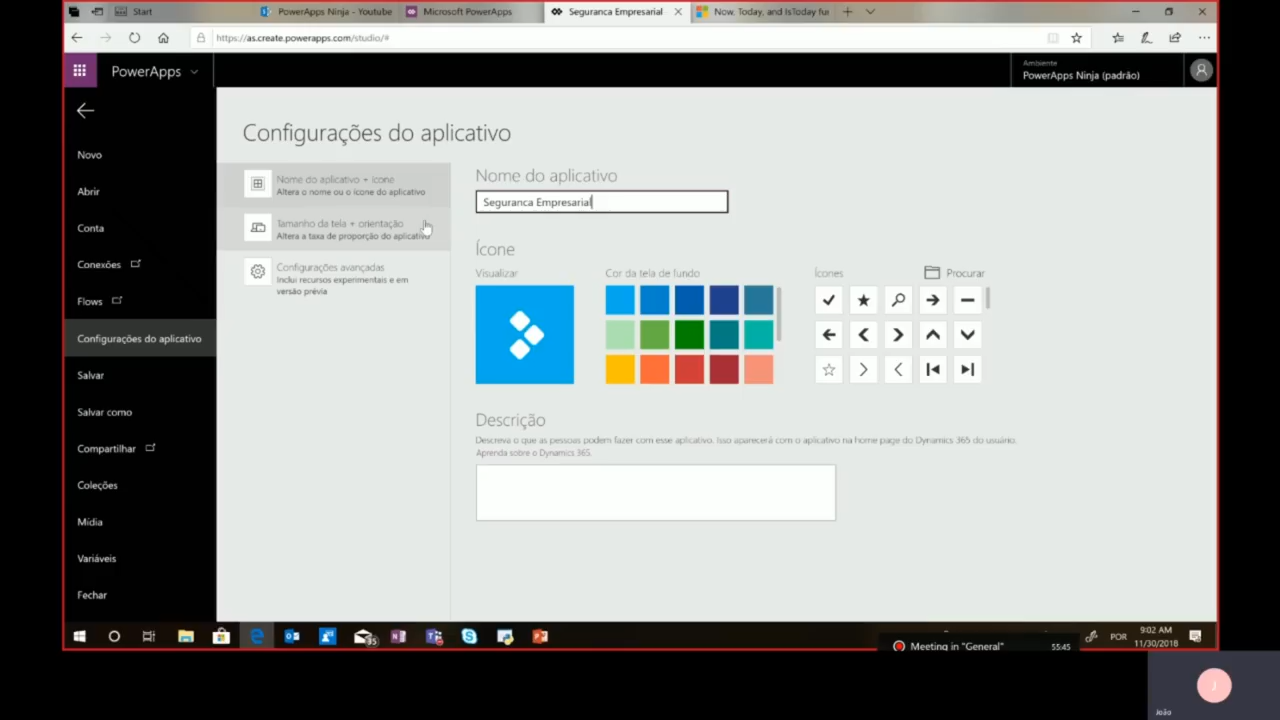 Start
PowerApps Ninja - Youtube
Microsoft PowerApps
Seguranca Empresarial
Now, Today, and IsToday fun
https://as.create.powerapps.com/studio/#
PowerApps
Ambiente
PowerApps Ninja (padrão)
Configurações do aplicativo
Novo
Abrir
Conta
Conexões
Flows
Configurações do aplicativo
Salvar
Salvar como
Compartilhar
Coleções
Mídia
Variáveis
Fechar
Nome do aplicativo + ícone
Altera o nome ou o ícone do aplicativo
Tamanho da tela + orientação
Altera a taxa de proporção do aplicativo
Configurações avançadas
Inclui recursos experimentais e em
versão prévia
Nome do aplicativo
Seguranca Empresarial
Ícone
Visualizar
Cor da tela de fundo
Ícones
Procurar
Descrição
Descreva o que as pessoas podem fazer com esse aplicativo. Isso aparecerá com o aplicativo na home page do Dynamics 365 do usuário.
Aprenda sobre o Dynamics 365.
35
POR
9:02 AM
11/30/2018
Meeting in "General"
55:45
J
João